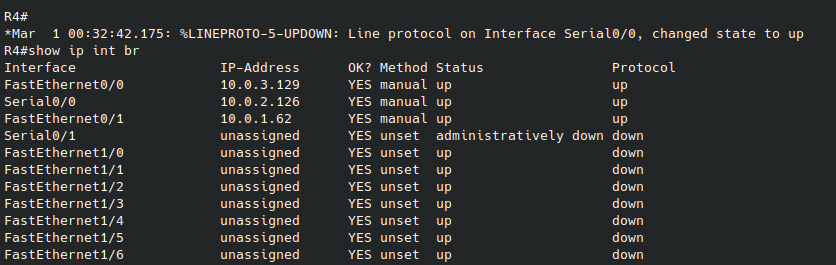 R4#
*Mar  1 00:32:42.175: %LINEPROTO-5-UPDOWN: Line protocol on Interface Serial0/0, changed state to up
R4#show ip int br
Interface                  IP-Address      OK? Method Status                Protocol
FastEthernet0/0            10.0.3.129      YES manual up                    up
Serial0/0                  10.0.2.126      YES manual up                    up
FastEthernet0/1            10.0.1.62       YES manual up                    up
Serial0/1                  unassigned      YES unset  administratively down down
FastEthernet1/0            unassigned      YES unset  up                    down
FastEthernet1/1            unassigned      YES unset  up                    down
FastEthernet1/2            unassigned      YES unset  up                    down
FastEthernet1/3            unassigned      YES unset  up                    down
FastEthernet1/4            unassigned      YES unset  up                    down
FastEthernet1/5            unassigned      YES unset  up                    down
FastEthernet1/6            unassigned      YES unset  up                    down